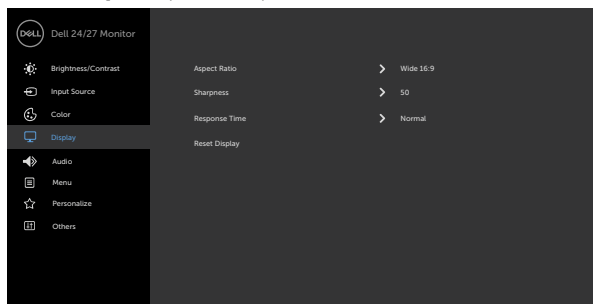 DELL Dell 24/27 Monitor
Brightness/Contrast
Input Source
Color
Display
Audio
Menu
Personalize
Others
Aspect Ratio Wide 16:9
Sharpness 50
Response Time Normal
Reset Display